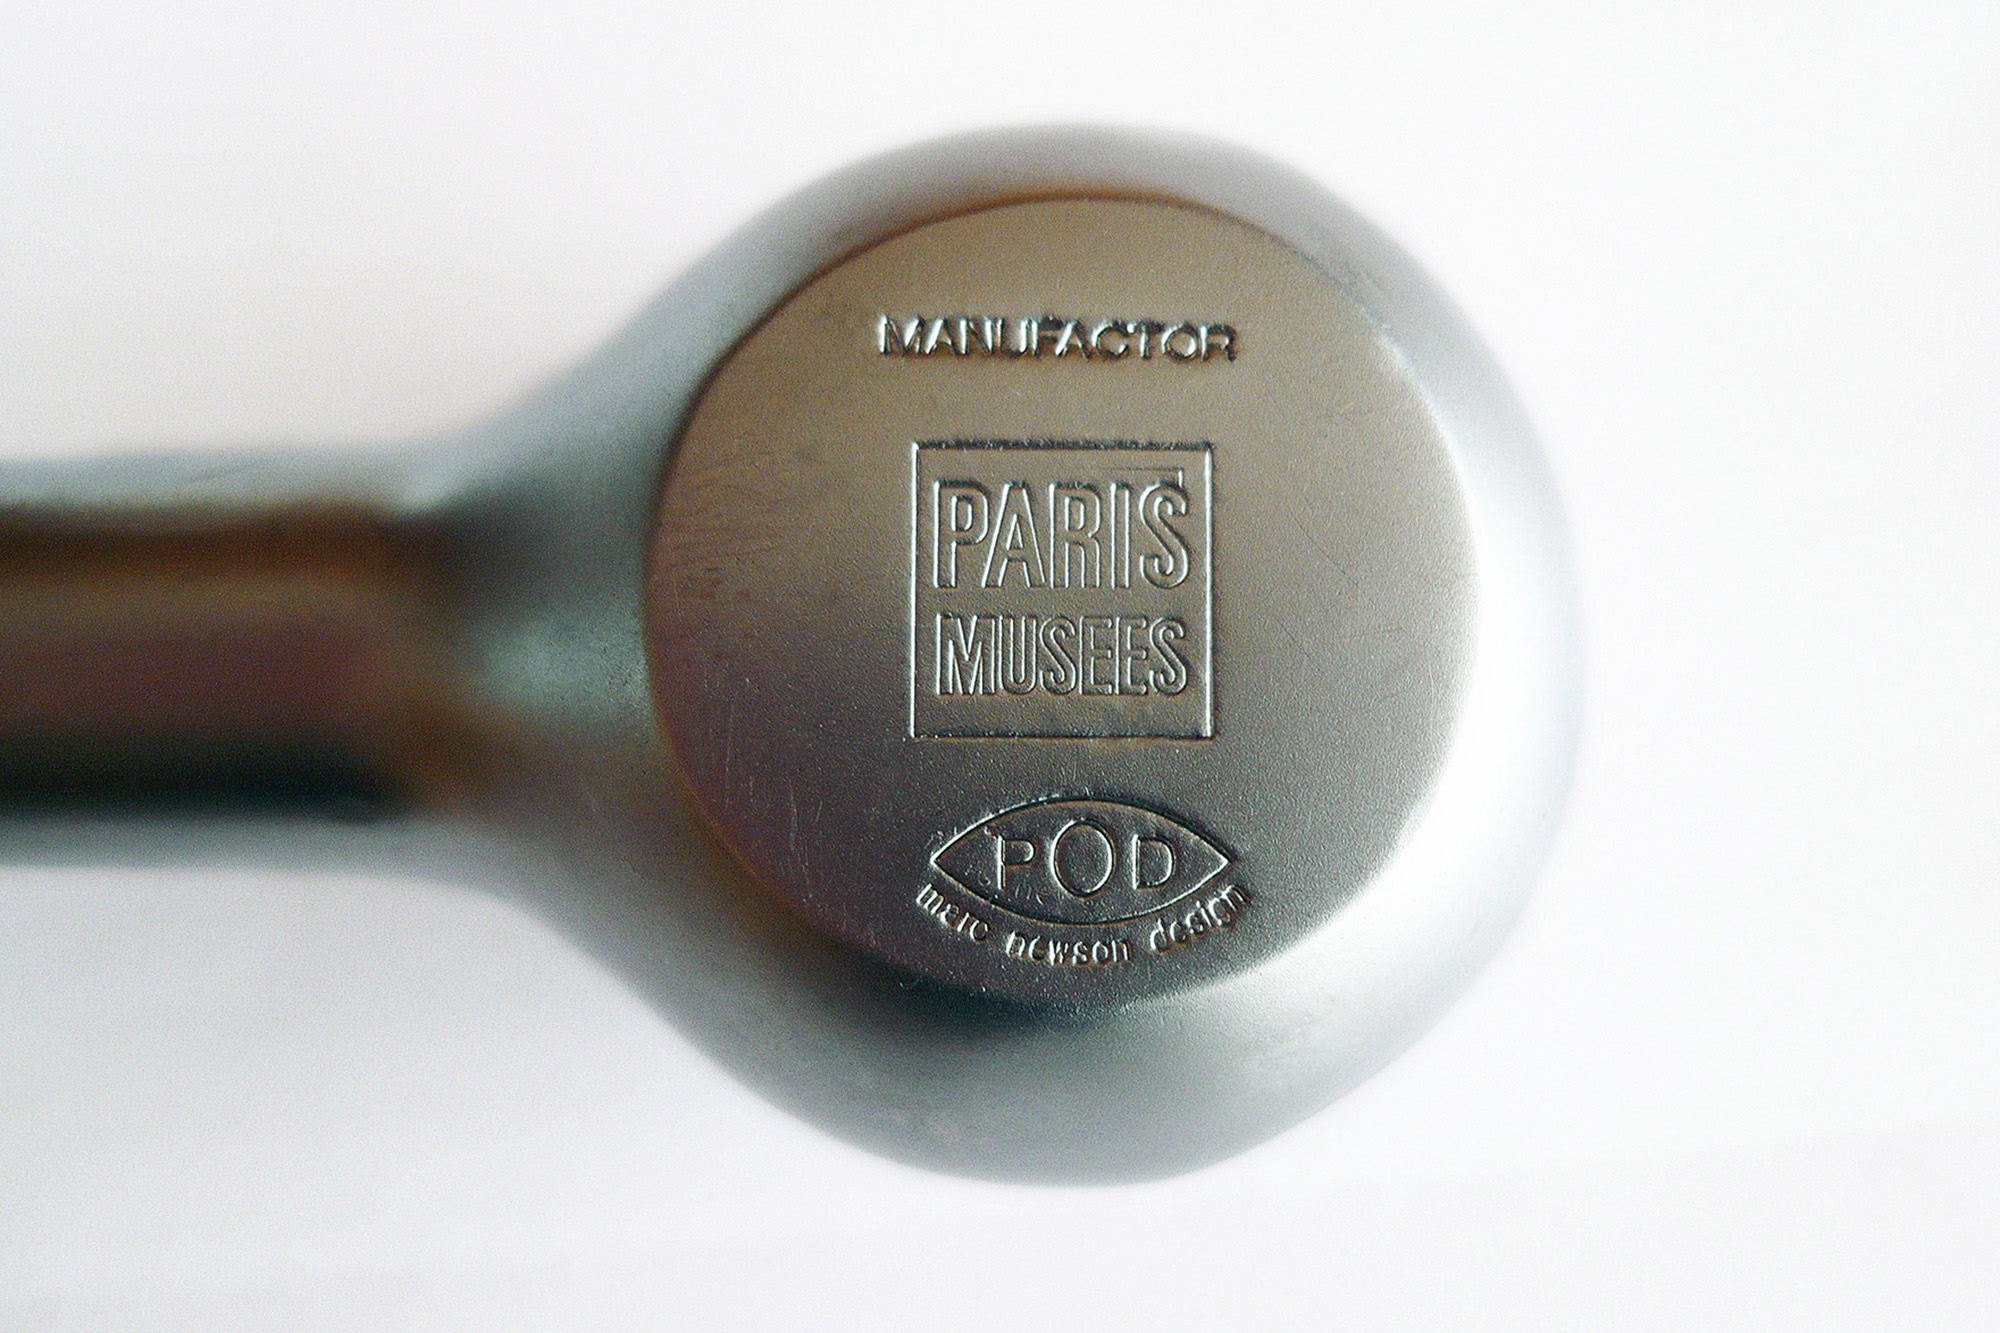 MANUFACTOR
PARIS
MUSEES
POD
marc newson design